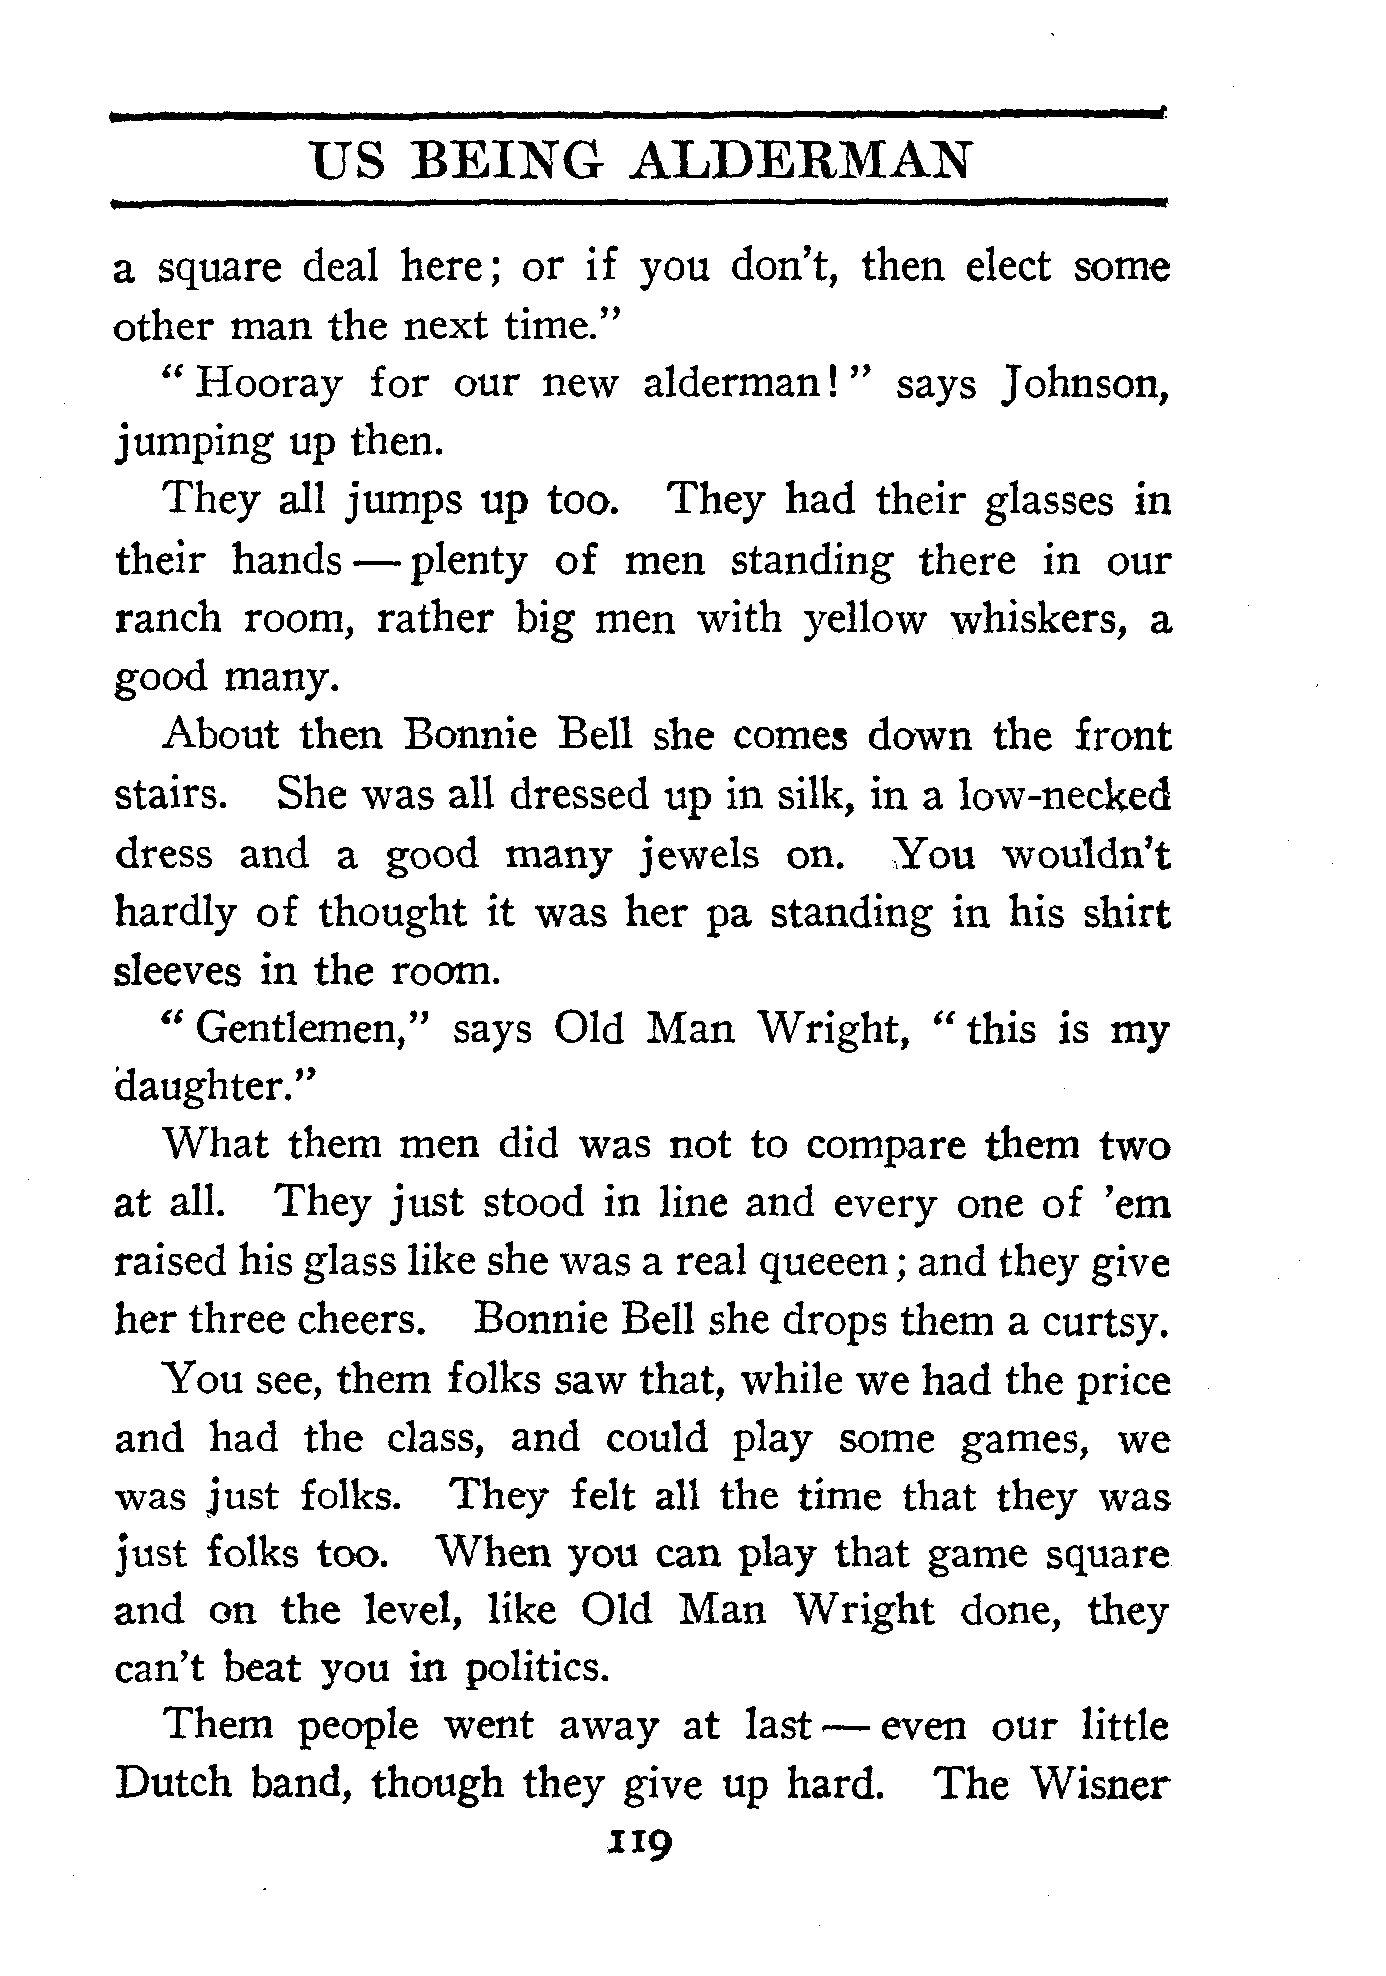 US BEING ALDERMAN
a square deal here; or if you don't, then elect some
other man the next time."
"Hooray for our new alderman!" says Johnson,
jumping up then.
They all jumps up too. They had their glasses in
their hands — plenty of men standing there in our
ranch room, rather big men with yellow whiskers, a
good many.
About then Bonnie Bell she comes down the front
stairs. She was all dressed up in silk, in a low-necked
dress and a good many jewels on. You wouldn't
hardly of thought it was her pa standing in his shirt
sleeves in the room.
"Gentlemen," says Old Man Wright, "this is my
daughter."
What them men did was not to compare them two
at all. They just stood in line and every one of 'em
raised his glass like she was a real queeen; and they give
her three cheers. Bonnie Bell she drops them a curtsy.
You see, them folks saw that, while we had the price
and had the class, and could play some games, we
was just folks. They felt all the time that they was
just folks too. When you can play that game square
and on the level, like Old Man Wright done, they
can't beat you in politics.
Them people went away at last — even our little
Dutch band, though they give up hard. The Wisner
119